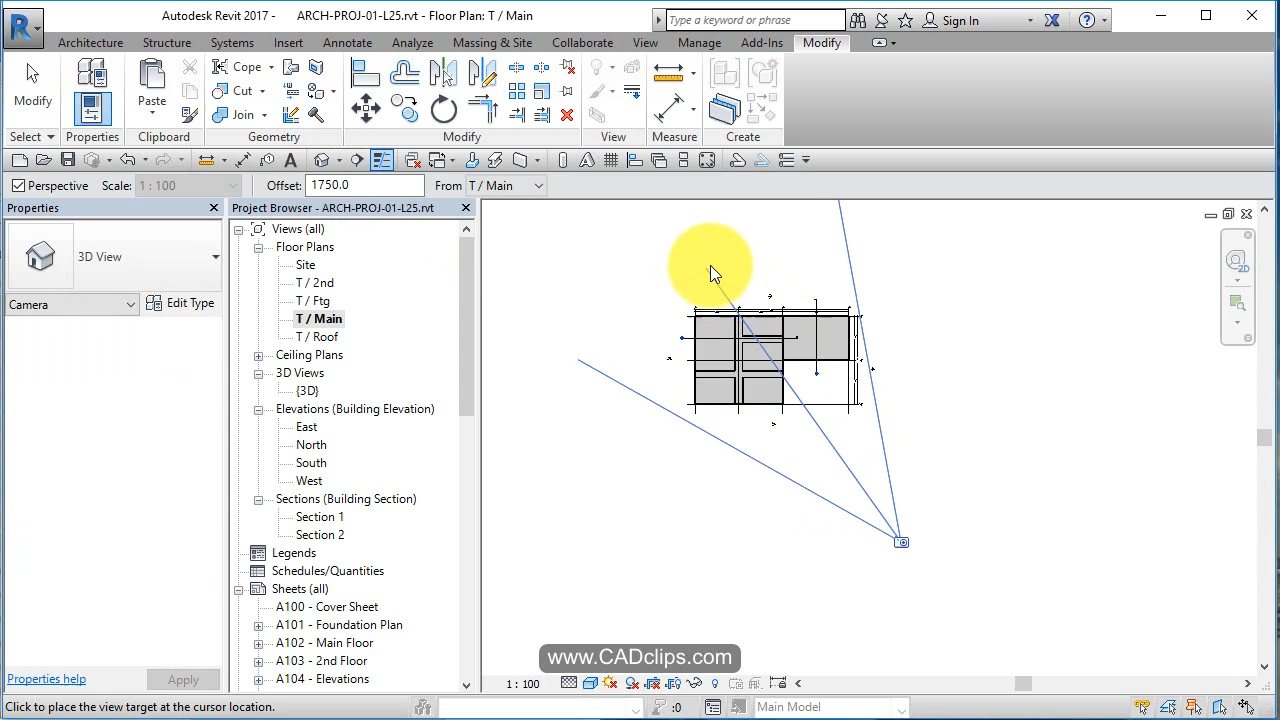 Autodesk Revit 2017 - ARCH-PROJ-01-L25.rvt - Floor Plan: T / Main
Type a keyword or phrase
Sign In
Architecture Structure Systems Insert Annotate Analyze Massing & Site Collaborate View Manage Add-Ins Modify
Modify
Paste
Cope
Cut
Join
Select Properties Clipboard Geometry Modify View Measure Create
Perspective Scale: 1 : 100 Offset: 1750.0 From T / Main
Properties
3D View
Camera
Edit Type
Properties help
Apply
Project Browser - ARCH-PROJ-01-L25.rvt
Views (all)
Floor Plans
Site
T / 2nd
T / Ftg
T / Main
T / Roof
Ceiling Plans
3D Views
{3D}
Elevations (Building Elevation)
East
North
South
West
Sections (Building Section)
Section 1
Section 2
Legends
Schedules/Quantities
Sheets (all)
A100 - Cover Sheet
A101 - Foundation Plan
A102 - Main Floor
A103 - 2nd Floor
A104 - Elevations
2D
www.CADclips.com
1 : 100
Click to place the view target at the cursor location.
:0
Main Model